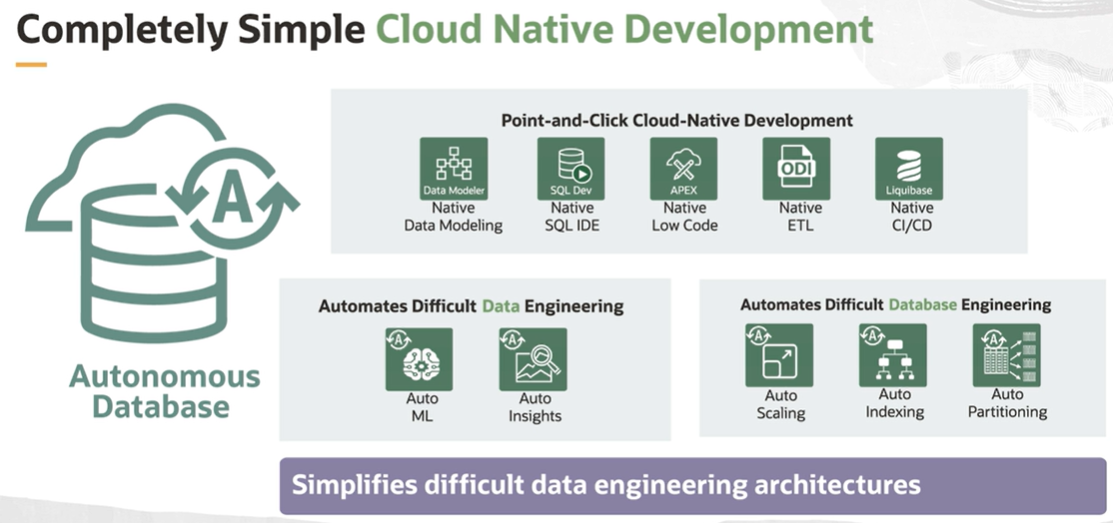 Completely Simple Cloud Native Development
A
Autonomous
Database
Point-and-Click Cloud-Native Development
Data Modeler
Native
Data Modeling
SQL Dev
Native
SQL IDE
APEX
Native
Low Code
ODI
Native
ETL
Liquibase
Native
CI/CD
Automates Difficult Data Engineering
A
Auto
ML
A
Auto
Insights
Automates Difficult Database Engineering
A
Auto
Scaling
A
Auto
Indexing
A
Auto
Partitioning
Simplifies difficult data engineering architectures